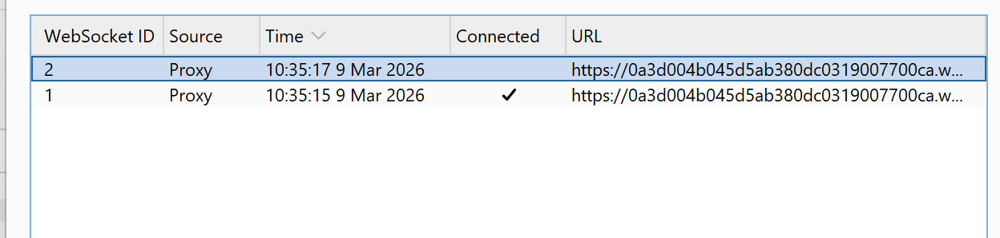 WebSocket ID Source Time Connected URL
2 Proxy 10:35:17 9 Mar 2026 https://0a3d004b045d5ab380dc0319007700ca.w...
1 Proxy 10:35:15 9 Mar 2026 ✓ https://0a3d004b045d5ab380dc0319007700ca.w...